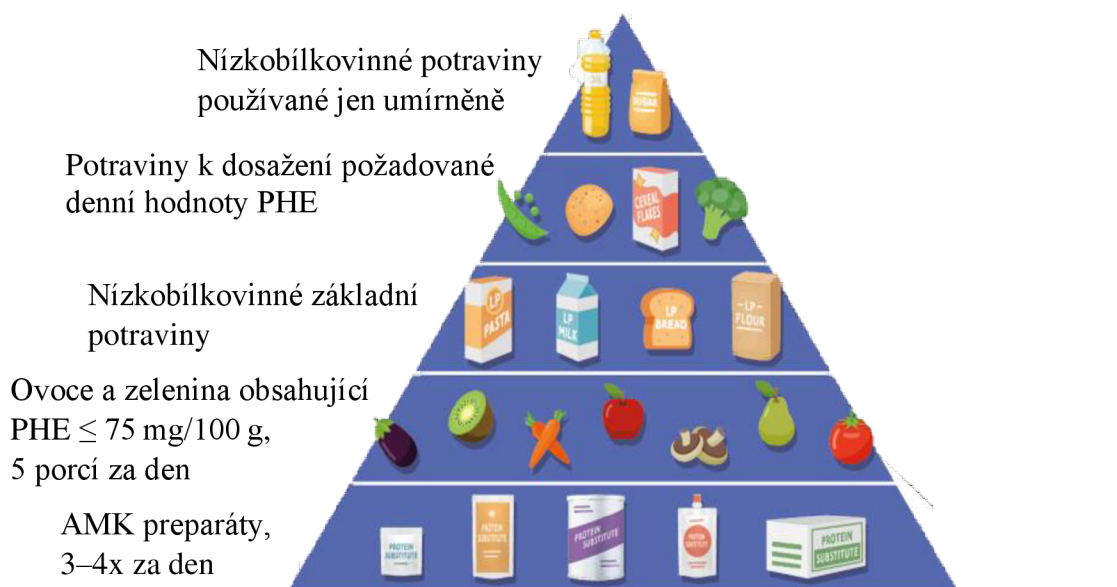 Nízkobílkovinné potraviny
používané jen umírněně
SUGAR
Potraviny k dosažení požadované
denní hodnoty PHE
CEREAL
FLAKES
Nízkobílkovinné základní
potraviny
LP
PASTA
LP
MILK
LP
BREAD
LP
FLOUR
Ovoce a zelenina obsahující
PHE ≤ 75 mg/100 g,
5 porcí za den
AMK preparáty,
3–4x za den
PROTEIN
SUBSTITUTE
PROTEIN
SUBSTITUTE
PROTEIN
SUBSTITUTE
PROTEIN
SUBSTITUTE
PROTEIN
SUBSTITUTE